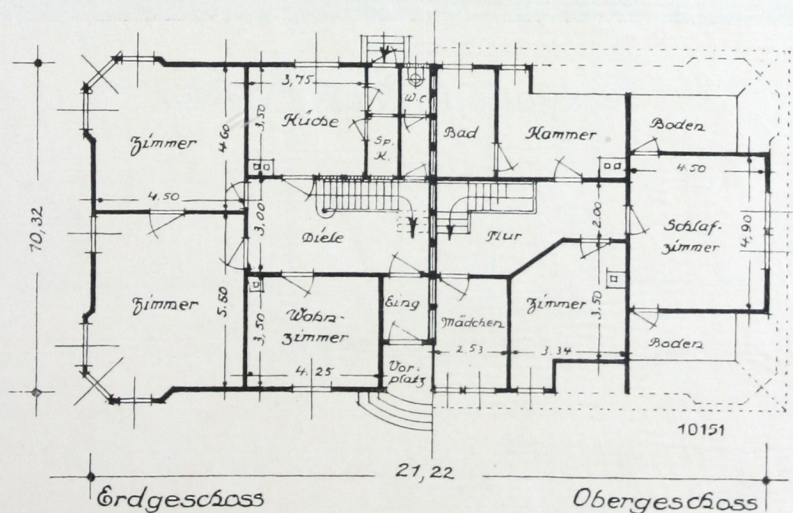 3,75
Küche
3,50
W.C
Sp.
K.
Zimmer
4,60
4,50
Bad
Kammer
Boden
4.50
Schlaf-
zimmer
4,90
Diele
3,00
Flur
2,00
10,32
Zimmer
5,50
Wohn-
zimmer
3,50
4.25
Eing
Vor.
platz
Mädchen
2.53
Zimmer
3,50
3.34
Boden
10151
21,22
Erdgeschoss
Obergeschoss